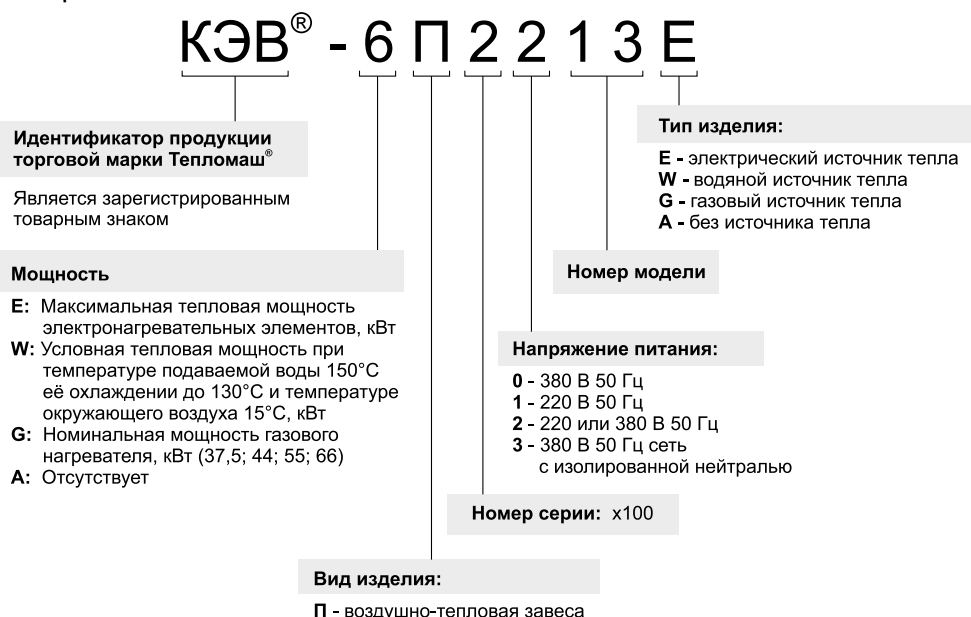 КЭВ® - 6 П 2 2 1 3 Е
Идентификатор продукции
торговой марки Тепломаш®
Является зарегистрированным
товарным знаком
Мощность
Е: Максимальная тепловая мощность
электронагревательных элементов, кВт
W: Условная тепловая мощность при
температуре подаваемой воды 150°С
её охлаждении до 130°С и температуре
окружающего воздуха 15°С, кВт
G: Номинальная мощность газового
нагревателя, кВт (37,5; 44; 55; 66)
А: Отсутствует
Тип изделия:
Е - электрический источник тепла
W - водяной источник тепла
G - газовый источник тепла
А - без источника тепла
Номер модели
Напряжение питания:
0 - 380 В 50 Гц
1 - 220 В 50 Гц
2 - 220 или 380 В 50 Гц
3 - 380 В 50 Гц сеть
с изолированной нейтралью
Номер серии: х100
Вид изделия:
П - воздушно-тепловая завеса